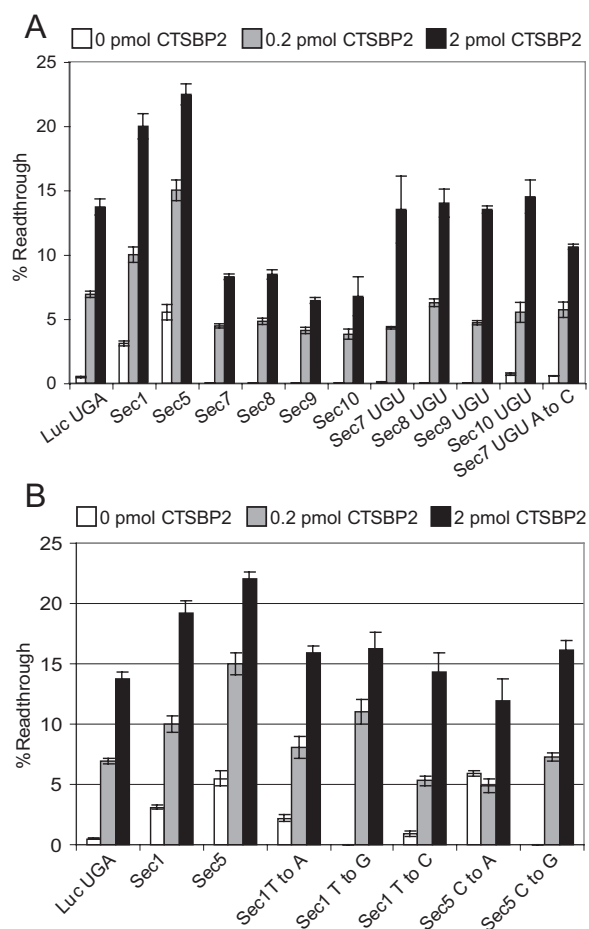 A
0 pmol CTSBP2 0.2 pmol CTSBP2 2 pmol CTSBP2
25
20
15
10
5
0
% Readthrough
Luc UGA
Sec1
Sec5
Sec7
Sec8
Sec9
Sec10
Sec7 UGU
Sec8 UGU
Sec9 UGU
Sec10 UGU
Sec7 UGU A to C
B
0 pmol CTSBP2 0.2 pmol CTSBP2 2 pmol CTSBP2
25
20
15
10
5
0
%Readthrough
Luc UGA
Sec1
Sec5
Sec1T to A
Sec1 T to G
Sec1 T to C
Sec5 C to A
Sec5 C to G